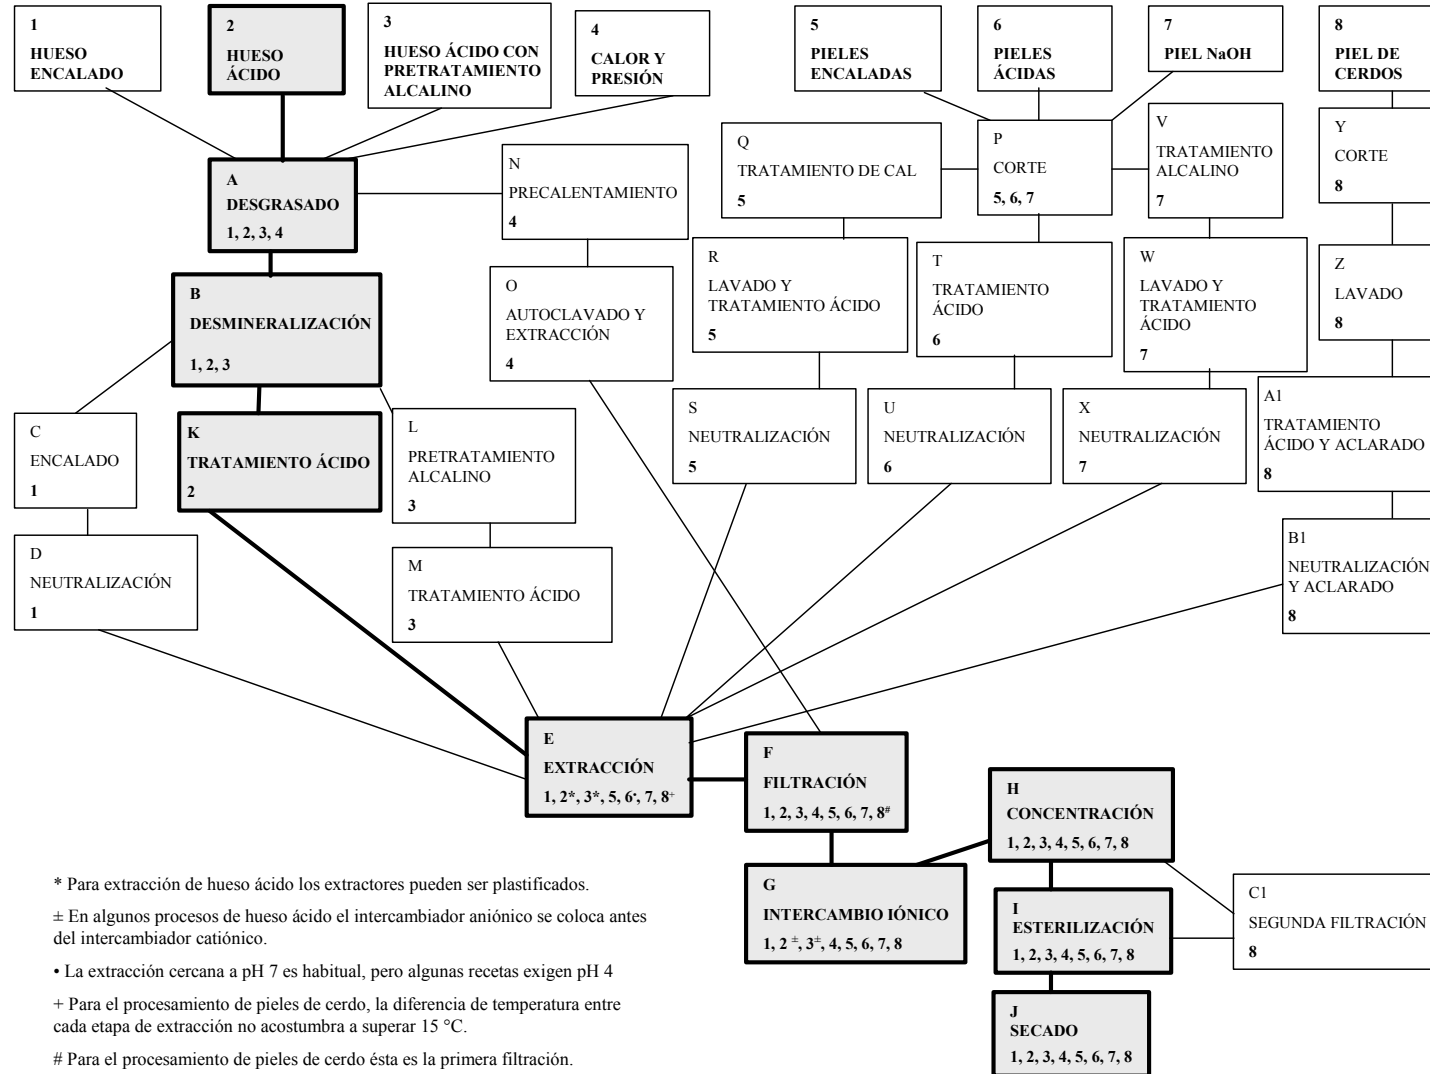 1
HUESO
ENCALADO
2
HUESO
ÁCIDO
3
HUESO ÁCIDO CON
PRETRATAMIENTO
ALCALINO
4
CALOR Y
PRESIÓN
5
PIELES
ENCALADAS
6
PIELES
ÁCIDAS
7
PIEL NaOH
8
PIEL DE
CERDOS
A
DESGRASADO
1, 2, 3, 4
N
PRECALENTAMIENTO
4
Q
TRATAMIENTO DE CAL
5
P
CORTE
5, 6, 7
V
TRATAMIENTO
ALCALINO
7
Y
CORTE
8
B
DESMINERALIZACIÓN
1, 2, 3
O
AUTOCLAVADO Y
EXTRACCIÓN
4
R
LAVADO Y
TRATAMIENTO ÁCIDO
5
T
TRATAMIENTO
ÁCIDO
6
W
LAVADO Y
TRATAMIENTO
ÁCIDO
7
Z
LAVADO
8
C
ENCALADO
1
K
TRATAMIENTO ÁCIDO
2
L
PRETRATAMIENTO
ALCALINO
3
S
NEUTRALIZACIÓN
5
U
NEUTRALIZACIÓN
6
X
NEUTRALIZACIÓN
7
A1
TRATAMIENTO
ÁCIDO Y ACLARADO
8
D
NEUTRALIZACIÓN
1
M
TRATAMIENTO ÁCIDO
3
B1
NEUTRALIZACIÓN
Y ACLARADO
8
E
EXTRACCIÓN
1, 2*, 3*, 5, 6•, 7, 8+
F
FILTRACIÓN
1, 2, 3, 4, 5, 6, 7, 8#
H
CONCENTRACIÓN
1, 2, 3, 4, 5, 6, 7, 8
G
INTERCAMBIO IÓNICO
1, 2 ±, 3±, 4, 5, 6, 7, 8
I
ESTERILIZACIÓN
1, 2, 3, 4, 5, 6, 7, 8
C1
SEGUNDA FILTRACIÓN
8
J
SECADO
1, 2, 3, 4, 5, 6, 7, 8
* Para extracción de hueso ácido los extractores pueden ser plastificados.
± En algunos procesos de hueso ácido el intercambiador aniónico se coloca antes
del intercambiador catiónico.
• La extracción cercana a pH 7 es habitual, pero algunas recetas exigen pH 4
+ Para el procesamiento de pieles de cerdo, la diferencia de temperatura entre
cada etapa de extracción no acostumbra a superar 15 °C.
# Para el procesamiento de pieles de cerdo ésta es la primera filtración.